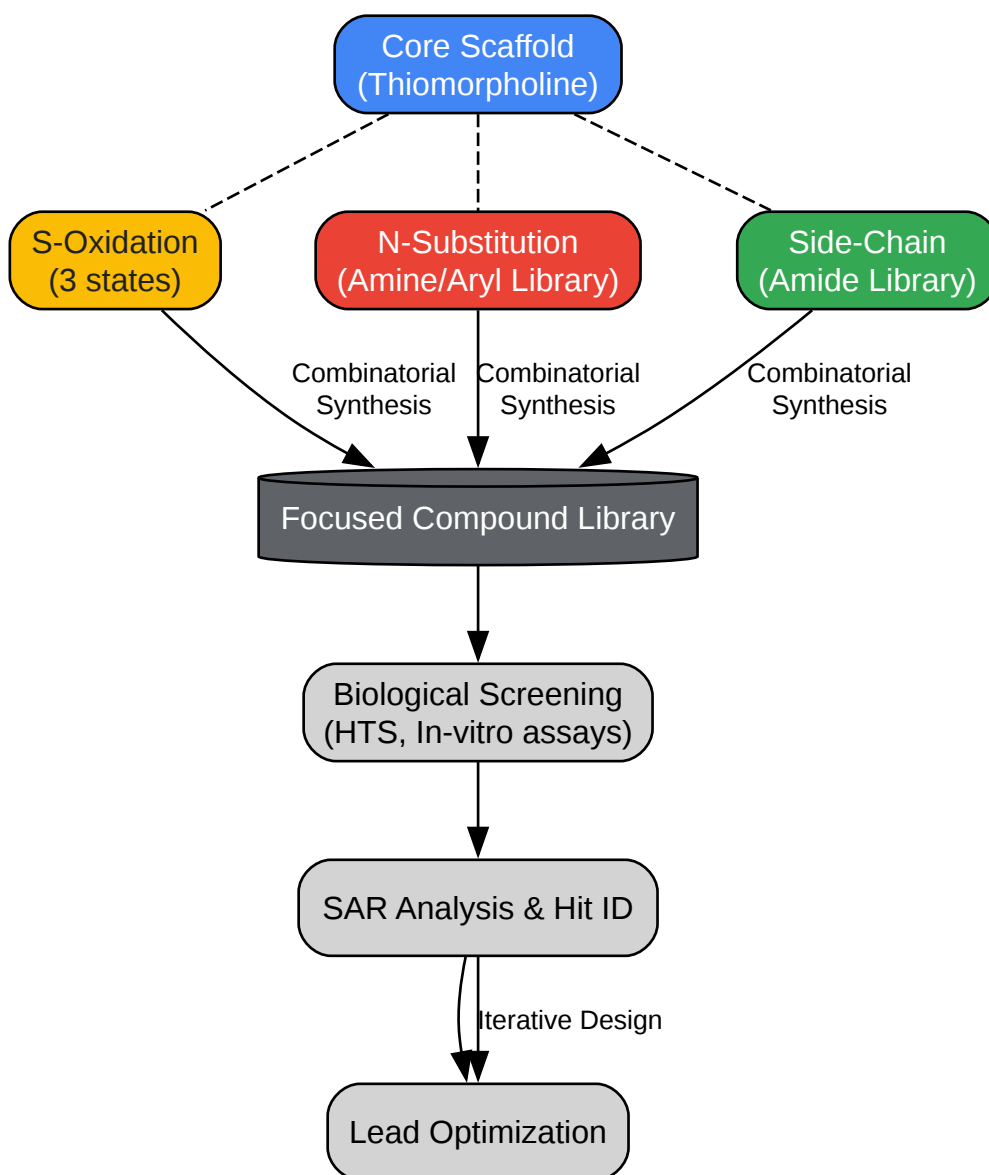 Core Scaffold
(Thiomorpholine)
S-Oxidation
(3 states)
N-Substitution
(Amine/Aryl Library)
Side-Chain
(Amide Library)
Combinatorial
Synthesis
Combinatorial
Synthesis
Combinatorial
Synthesis
Focused Compound Library
Biological Screening
(HTS, In-vitro assays)
SAR Analysis & Hit ID
Iterative Design
Lead Optimization